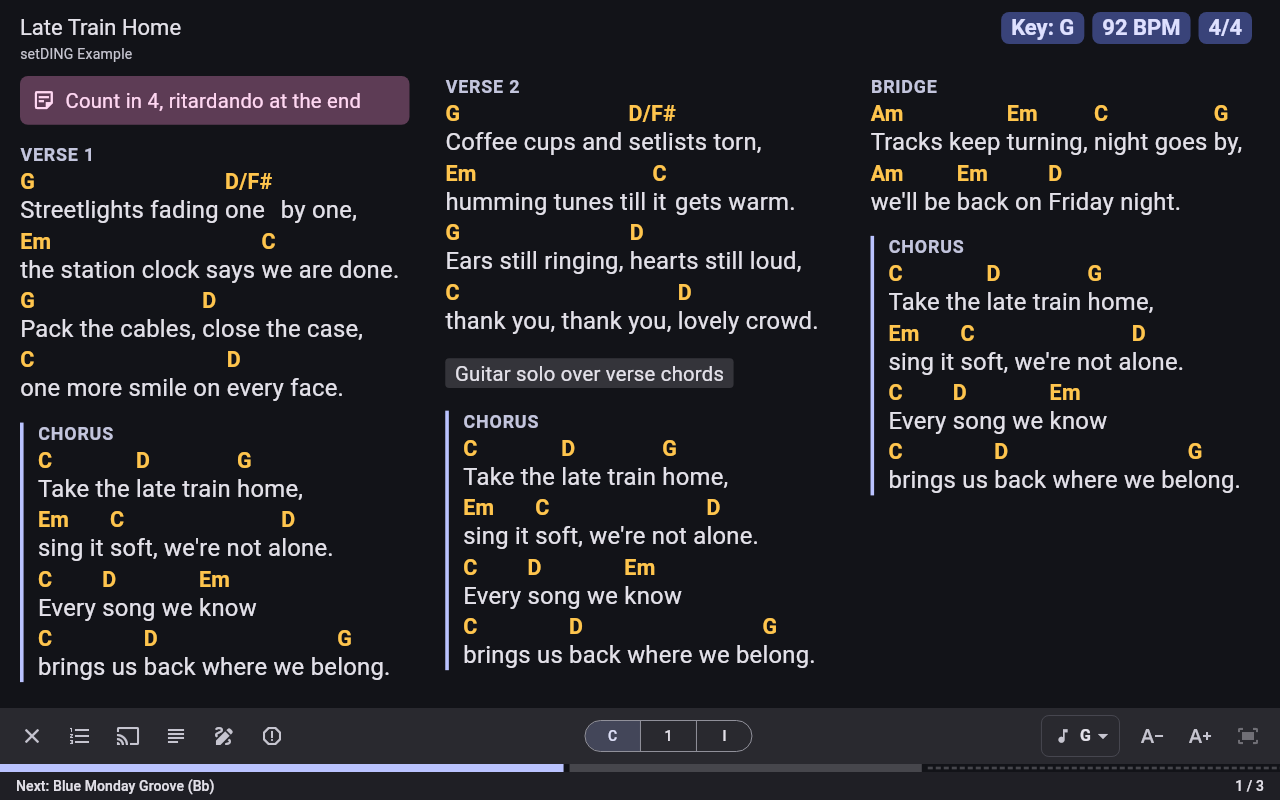 Late Train Home
setDING Example
Key: G
92 BPM
4/4
Count in 4, ritardando at the end
VERSE 1
G D/F#
Streetlights fading one by one,
Em C
the station clock says we are done.
G D
Pack the cables, close the case,
C D
one more smile on every face.
CHORUS
C D G
Take the late train home,
Em C D
sing it soft, we're not alone.
C D Em
Every song we know
C D G
brings us back where we belong.
VERSE 2
G D/F#
Coffee cups and setlists torn,
Em C
humming tunes till it gets warm.
G D
Ears still ringing, hearts still loud,
C D
thank you, thank you, lovely crowd.
Guitar solo over verse chords
CHORUS
C D G
Take the late train home,
Em C D
sing it soft, we're not alone.
C D Em
Every song we know
C D G
brings us back where we belong.
BRIDGE
Am Em C G
Tracks keep turning, night goes by,
Am Em D
we'll be back on Friday night.
CHORUS
C D G
Take the late train home,
Em C D
sing it soft, we're not alone.
C D Em
Every song we know
C D G
brings us back where we belong.
C 1 I
G
A− A+
Next: Blue Monday Groove (Bb)
1 / 3